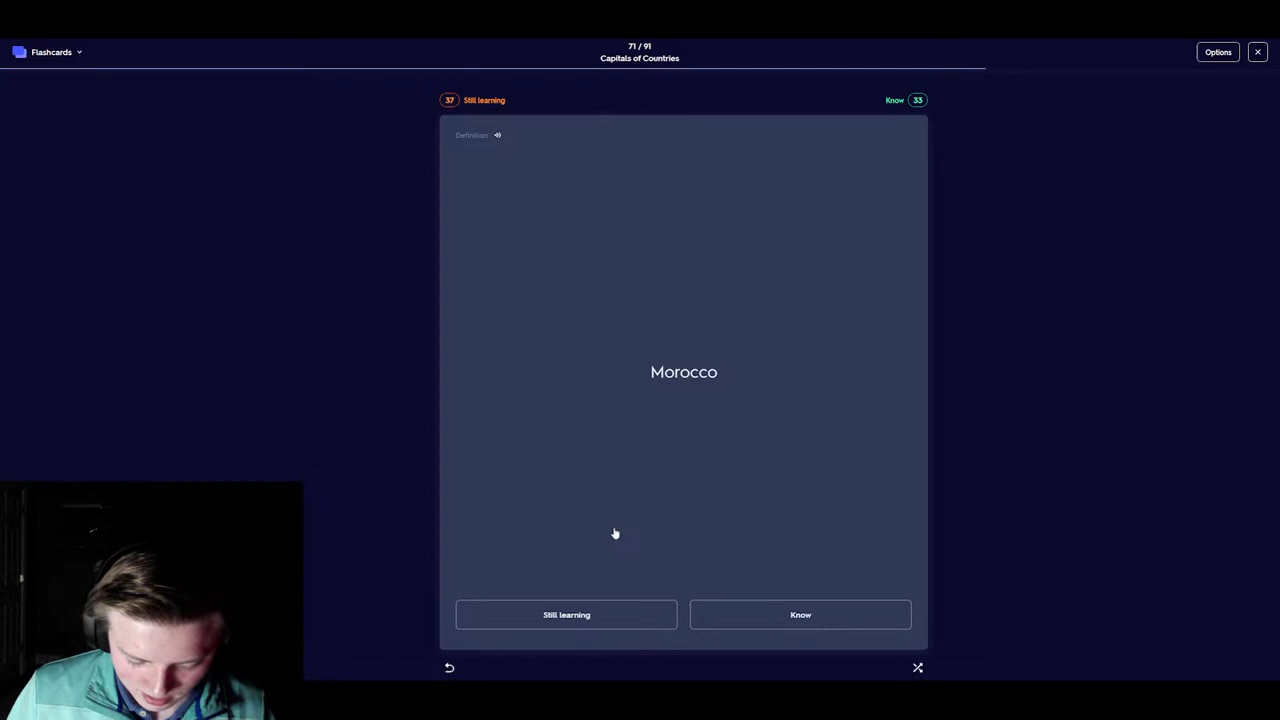 Flashcards
71 / 91
Capitals of Countries
Options
37 Still learning
Know 33
Definition
Morocco
Still learning
Know